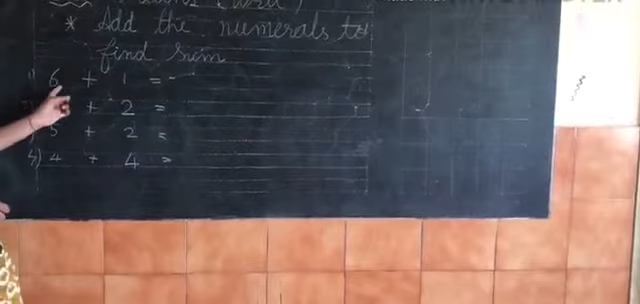 * Add the numerals to
find sum
1) 6 + 1 =
+ 2 =
5 + 2 =
4) 4 + 4 =